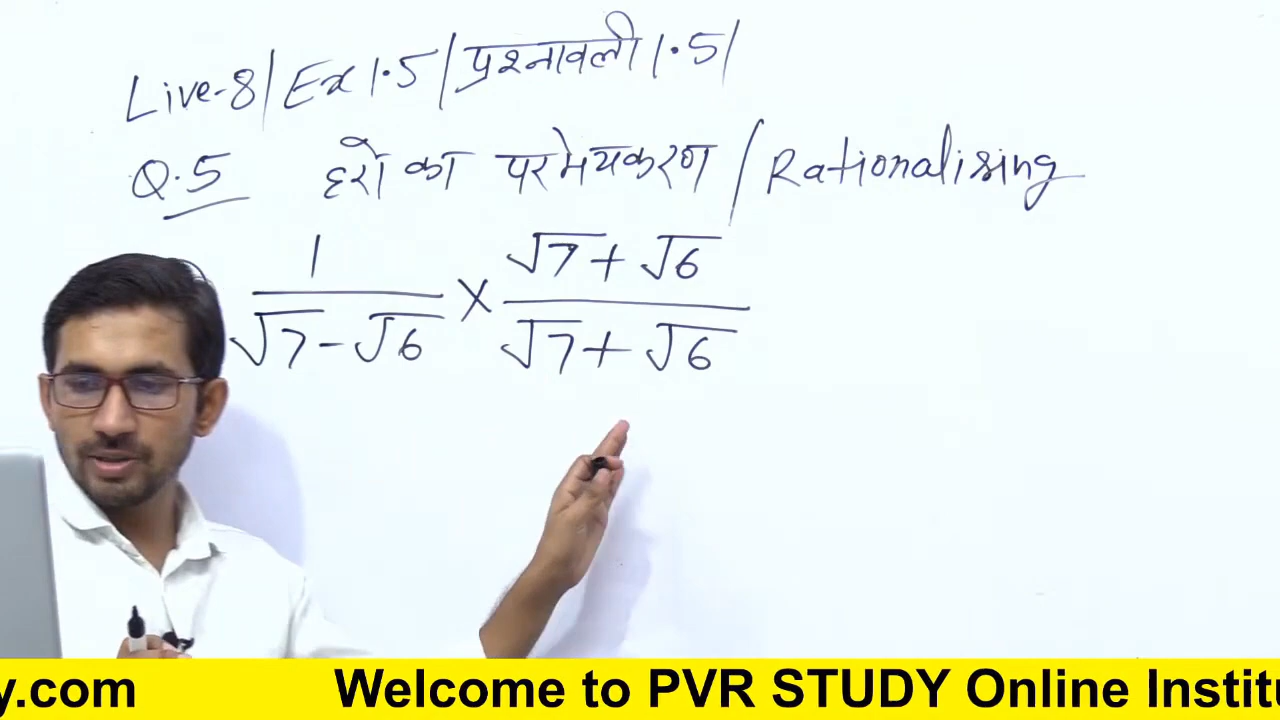 Live-8| Ex 1.5 | प्रश्नावली 1.5|
Q.5 हरों का परिमेयकरण / Rationalising
1/(√7-√6) × (√7+√6)/(√7+√6)
y.com Welcome to PVR STUDY Online Institu